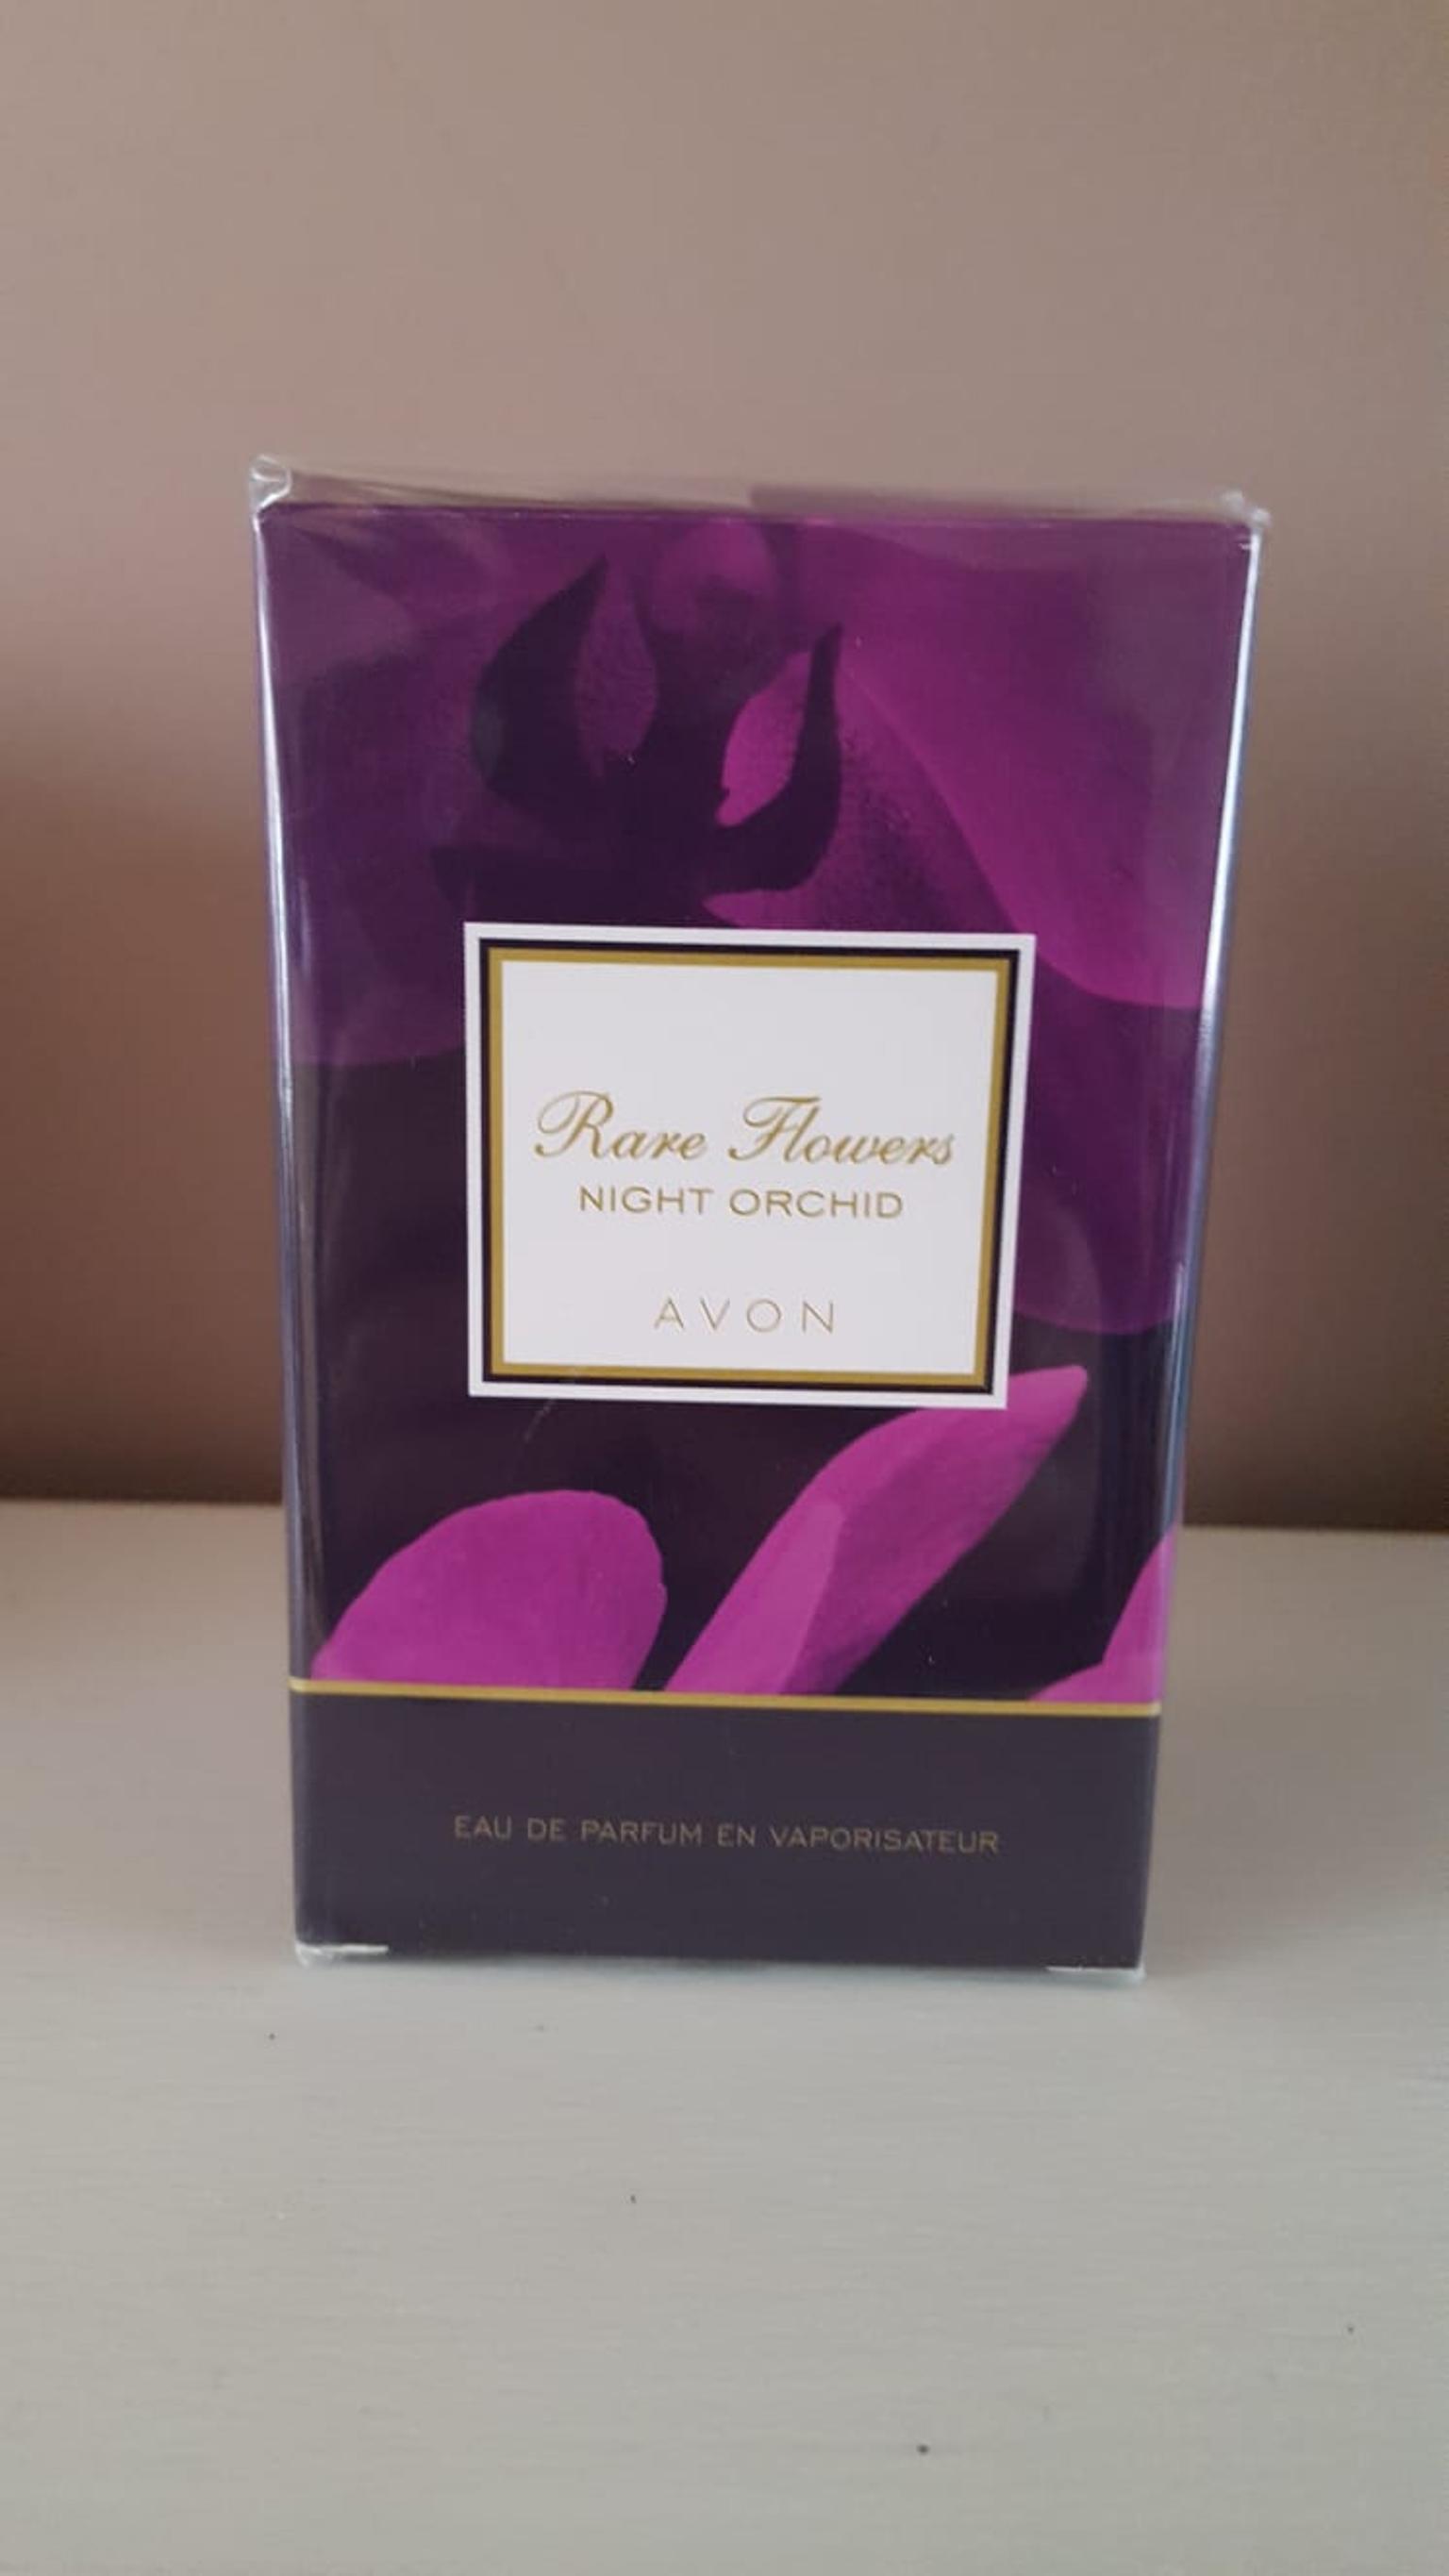 Rare Flowers
NIGHT ORCHID
AVON
EAU DE PARFUM EN VAPORISATEUR